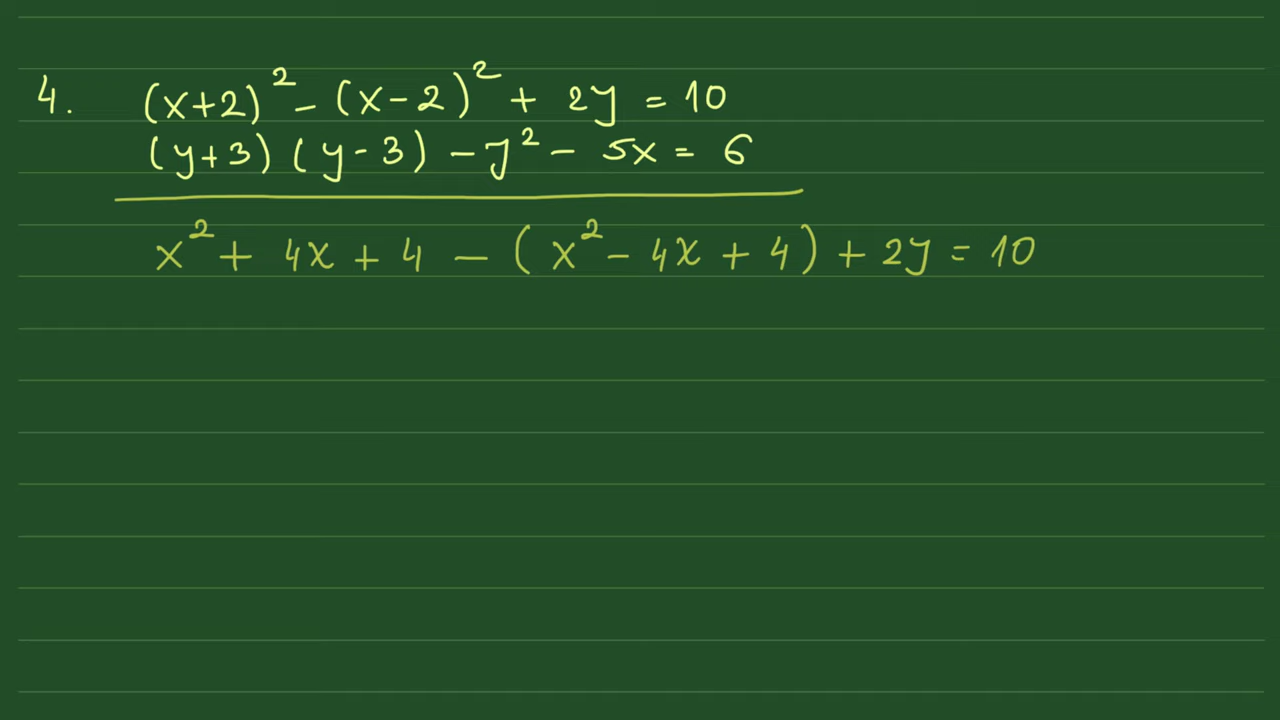 4. (x+2)² - (x-2)² + 2y = 10
(y+3) (y-3) - y² - 5x = 6
x² + 4x + 4 - (x² - 4x + 4) + 2y = 10